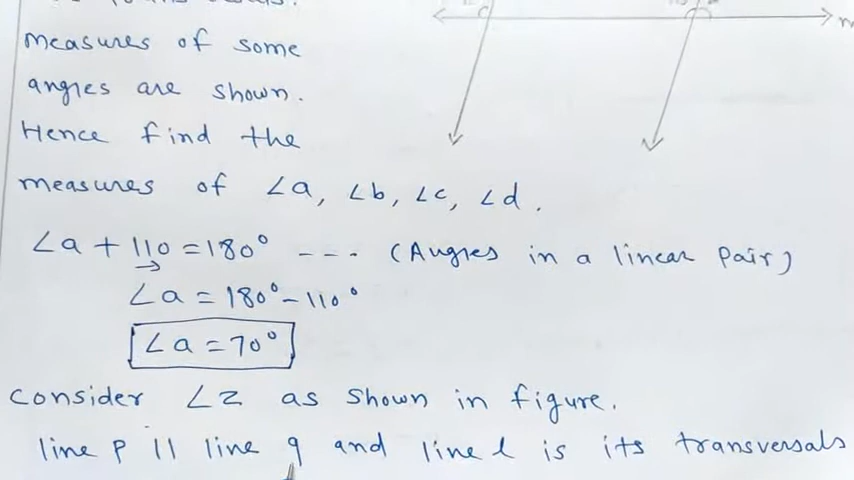 measures of some
angles are shown.
Hence find the
measures of ∠a, ∠b, ∠c, ∠d.
∠a + 110 = 180° --- (Angles in a linear pair)
∠a = 180° - 110°
∠a = 70°
Consider ∠z as shown in figure.
line p || line q and line l is its transversals